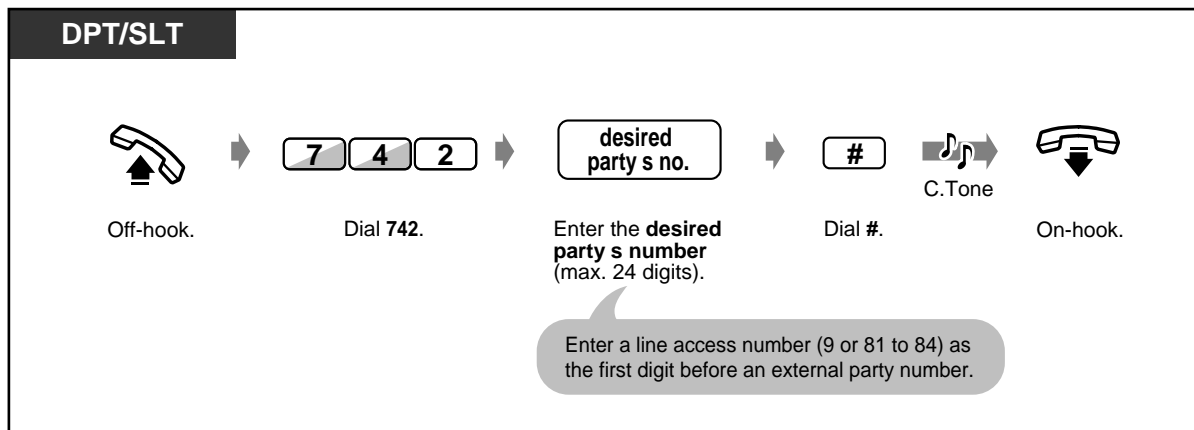 DPT/SLT
7 4 2
desired
party s no.
#
C.Tone
Off-hook.
Dial 742.
Enter the desired
party s number
(max. 24 digits).
Dial #.
On-hook.
Enter a line access number (9 or 81 to 84) as
the first digit before an external party number.